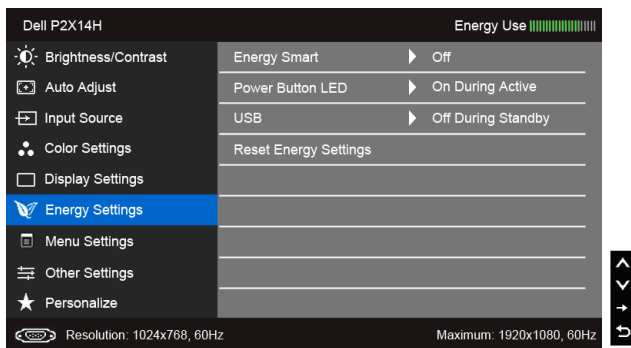 Dell P2X14H Energy Use
Brightness/Contrast Energy Smart Off
Auto Adjust Power Button LED On During Active
Input Source USB Off During Standby
Color Settings Reset Energy Settings
Display Settings
Energy Settings
Menu Settings
Other Settings
Personalize
Resolution: 1024x768, 60Hz Maximum: 1920x1080, 60Hz